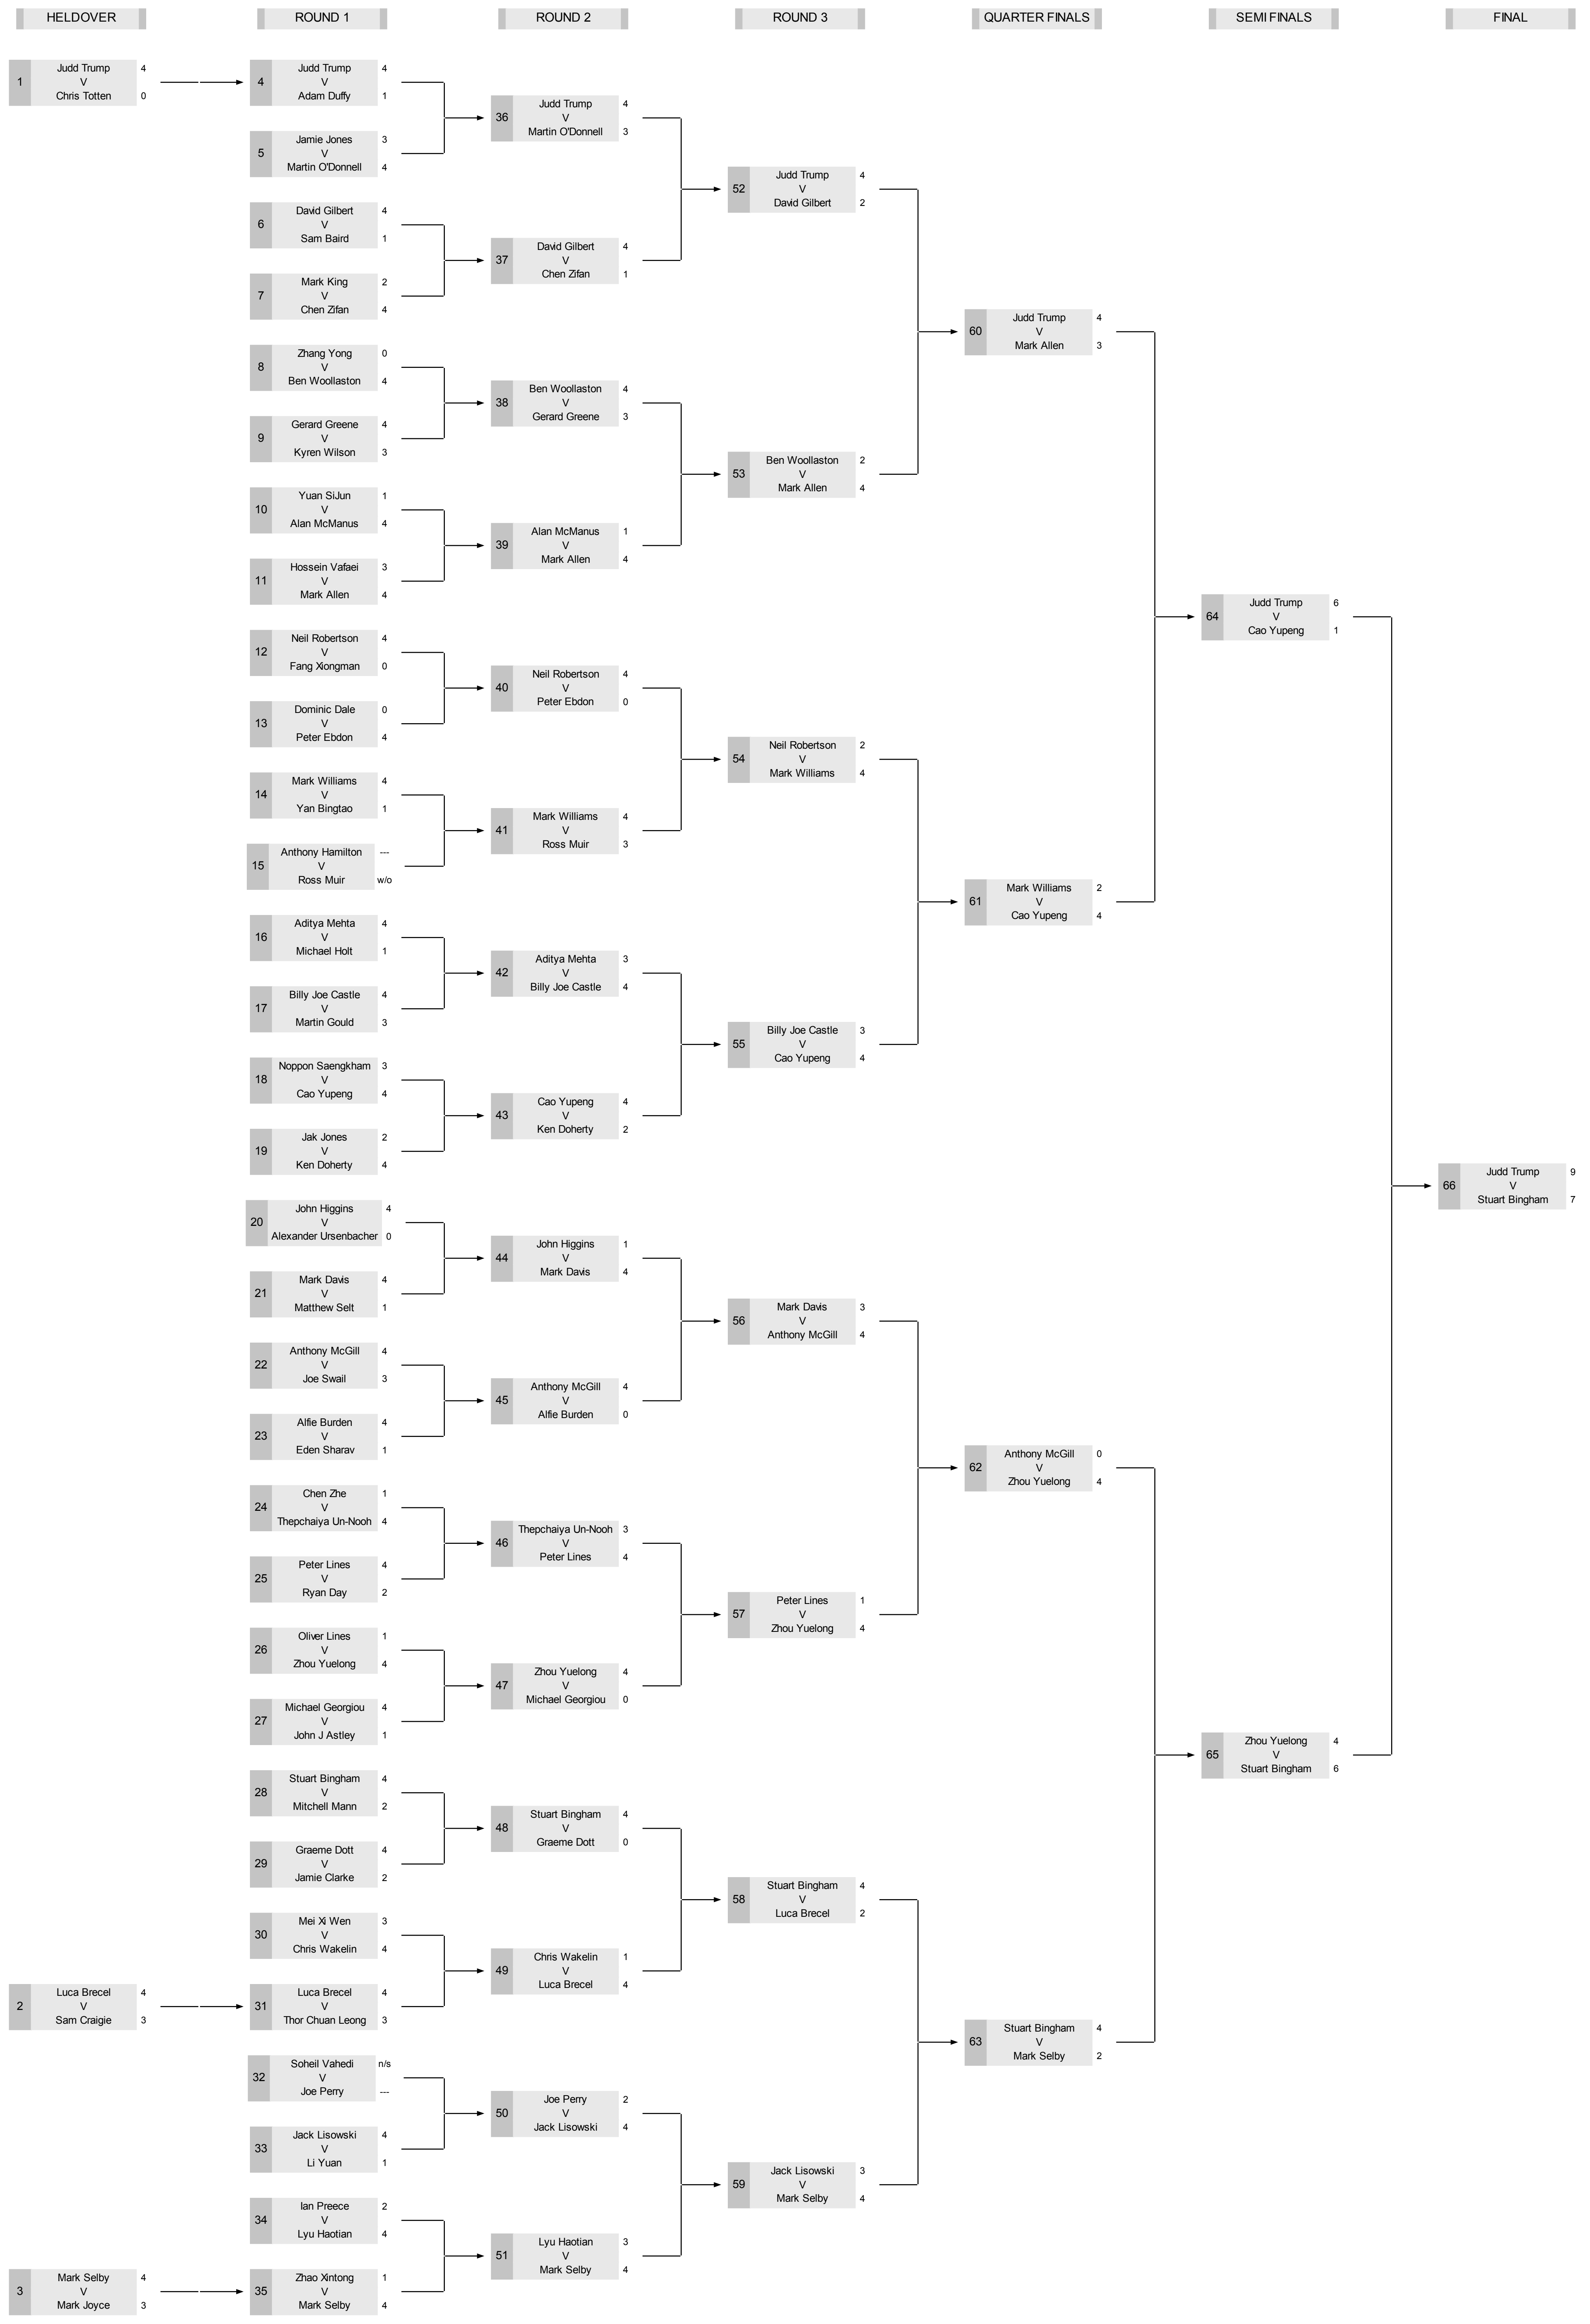 HELDOVER
ROUND 1
ROUND 2
ROUND 3
QUARTER FINALS
SEMI FINALS
FINAL
1
Judd Trump 4
V
Chris Totten 0
2
Luca Brecel 4
V
Sam Craigie 3
3
Mark Selby 4
V
Mark Joyce 3
4
Judd Trump 4
V
Adam Duffy 1
5
Jamie Jones 3
V
Martin O'Donnell 4
6
David Gilbert 4
V
Sam Baird 1
7
Mark King 2
V
Chen Zifan 4
8
Zhang Yong 0
V
Ben Woollaston 4
9
Gerard Greene 4
V
Kyren Wilson 3
10
Yuan SiJun 1
V
Alan McManus 4
11
Hossein Vafaei 3
V
Mark Allen 4
12
Neil Robertson 4
V
Fang Xiongman 0
13
Dominic Dale 0
V
Peter Ebdon 4
14
Mark Williams 4
V
Yan Bingtao 1
15
Anthony Hamilton ---
V
Ross Muir w/o
16
Aditya Mehta 4
V
Michael Holt 1
17
Billy Joe Castle 4
V
Martin Gould 3
18
Noppon Saengkham 3
V
Cao Yupeng 4
19
Jak Jones 2
V
Ken Doherty 4
20
John Higgins 4
V
Alexander Ursenbacher 0
21
Mark Davis 4
V
Matthew Selt 1
22
Anthony McGill 4
V
Joe Swail 3
23
Alfie Burden 4
V
Eden Sharav 1
24
Chen Zhe 1
V
Thepchaiya Un-Nooh 4
25
Peter Lines 4
V
Ryan Day 2
26
Oliver Lines 1
V
Zhou Yuelong 4
27
Michael Georgiou 4
V
John J Astley 1
28
Stuart Bingham 4
V
Mitchell Mann 2
29
Graeme Dott 4
V
Jamie Clarke 2
30
Mei Xi Wen 3
V
Chris Wakelin 4
31
Luca Brecel 4
V
Thor Chuan Leong 3
32
Soheil Vahedi n/s
V
Joe Perry ---
33
Jack Lisowski 4
V
Li Yuan 1
34
Ian Preece 2
V
Lyu Haotian 4
35
Zhao Xintong 1
V
Mark Selby 4
36
Judd Trump 4
V
Martin O'Donnell 3
37
David Gilbert 4
V
Chen Zifan 1
38
Ben Woollaston 4
V
Gerard Greene 3
39
Alan McManus 1
V
Mark Allen 4
40
Neil Robertson 4
V
Peter Ebdon 0
41
Mark Williams 4
V
Ross Muir 3
42
Aditya Mehta 3
V
Billy Joe Castle 4
43
Cao Yupeng 4
V
Ken Doherty 2
44
John Higgins 1
V
Mark Davis 4
45
Anthony McGill 4
V
Alfie Burden 0
46
Thepchaiya Un-Nooh 3
V
Peter Lines 4
47
Zhou Yuelong 4
V
Michael Georgiou 0
48
Stuart Bingham 4
V
Graeme Dott 0
49
Chris Wakelin 1
V
Luca Brecel 4
50
Joe Perry 2
V
Jack Lisowski 4
51
Lyu Haotian 3
V
Mark Selby 4
52
Judd Trump 4
V
David Gilbert 2
53
Ben Woollaston 2
V
Mark Allen 4
54
Neil Robertson 2
V
Mark Williams 4
55
Billy Joe Castle 3
V
Cao Yupeng 4
56
Mark Davis 3
V
Anthony McGill 4
57
Peter Lines 1
V
Zhou Yuelong 4
58
Stuart Bingham 4
V
Luca Brecel 2
59
Jack Lisowski 3
V
Mark Selby 4
60
Judd Trump 4
V
Mark Allen 3
61
Mark Williams 2
V
Cao Yupeng 4
62
Anthony McGill 0
V
Zhou Yuelong 4
63
Stuart Bingham 4
V
Mark Selby 2
64
Judd Trump 6
V
Cao Yupeng 1
65
Zhou Yuelong 4
V
Stuart Bingham 6
66
Judd Trump 9
V
Stuart Bingham 7